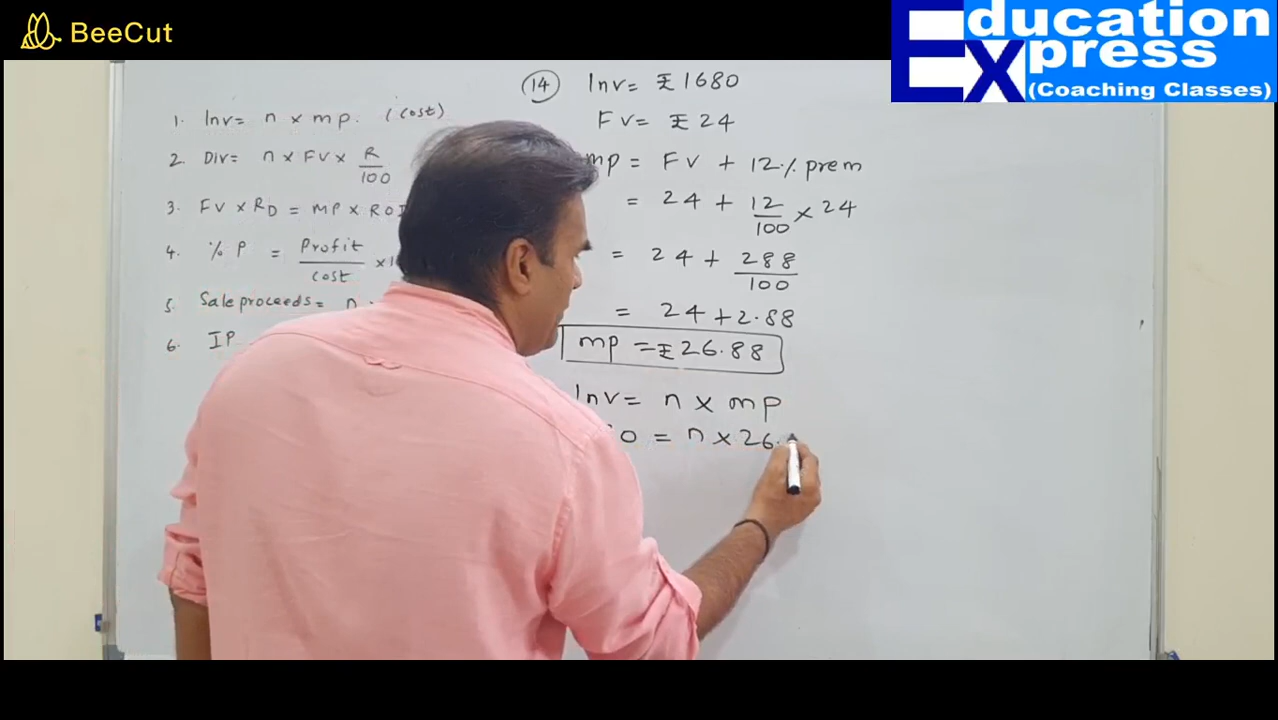 BeeCut
Education
Express
(Coaching Classes)
1. Inv = n x mp. (cost)
2. Div = n x FV x R/100
3. FV x RD = MP x ROI
4. % P = Profit/cost x1
5. Sale proceeds = n
6. IP
14 Inv = ₹1680
Fv = ₹ 24
mp = FV + 12% prem
= 24 + 12/100 x 24
= 24 + 288/100
= 24 + 2.88
mp = ₹26.88
Inv = n x mp
0 = n x 26.